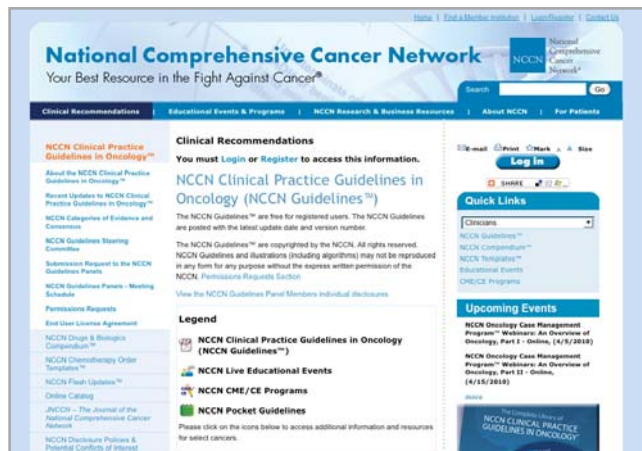 Home | Find a Member Institution | Login/Register | Contact Us
National Comprehensive Cancer Network
Your Best Resource in the Fight Against Cancer®
NCCN
National
Comprehensive
Cancer
Network®
Search
Go
Clinical Recommendations | Educational Events & Programs | NCCN Research & Business Resources | About NCCN | For Patients
NCCN Clinical Practice
Guidelines in Oncology™
About the NCCN Clinical Practice
Guidelines in Oncology™
Recent Updates to NCCN Clinical
Practice Guidelines in Oncology™
NCCN Categories of Evidence and
Consensus
NCCN Guidelines Steering
Committee
Submission Request to the NCCN
Guidelines Panels
NCCN Guidelines Panels - Meeting
Schedule
Permissions Requests
End User License Agreement
NCCN Drugs & Biologics
Compendium™
NCCN Chemotherapy Order
Templates™
NCCN Flash Updates™
Online Catalog
JNCCN – The Journal of the
National Comprehensive Cancer
Network
NCCN Disclosure Policies &
Potential Conflicts of Interest
Clinical Recommendations
You must Login or Register to access this information.
NCCN Clinical Practice Guidelines in
Oncology (NCCN Guidelines™)
The NCCN Guidelines™ are free for registered users. The NCCN Guidelines
are posted with the latest update date and version number.
The NCCN Guidelines™ are copyrighted by the NCCN. All rights reserved.
NCCN Guidelines and illustrations (including algorithms) may not be reproduced
in any form for any purpose without the express written permission of the
NCCN. Permissions Requests Section
View the NCCN Guidelines Panel Members individual disclosures
Legend
NCCN Clinical Practice Guidelines in Oncology
(NCCN Guidelines™)
NCCN Live Educational Events
NCCN CME/CE Programs
NCCN Pocket Guidelines
Please click on the icons below to access additional information and resources
for select cancers.
E-mail Print Mark A A Size
Log In
SHARE
Quick Links
Clinicians
NCCN Guidelines™
NCCN Compendium™
NCCN Templates™
Educational Events
CME/CE Programs
Upcoming Events
NCCN Oncology Case Management
Program™ Webinars: An Overview of
Oncology, Part I - Online, (4/5/2010)
NCCN Oncology Case Management
Program™ Webinars: An Overview of
Oncology, Part II - Online,
(4/15/2010)
more
The Complete Library of
NCCN CLINICAL PRACTICE
GUIDELINES IN ONCOLOGY